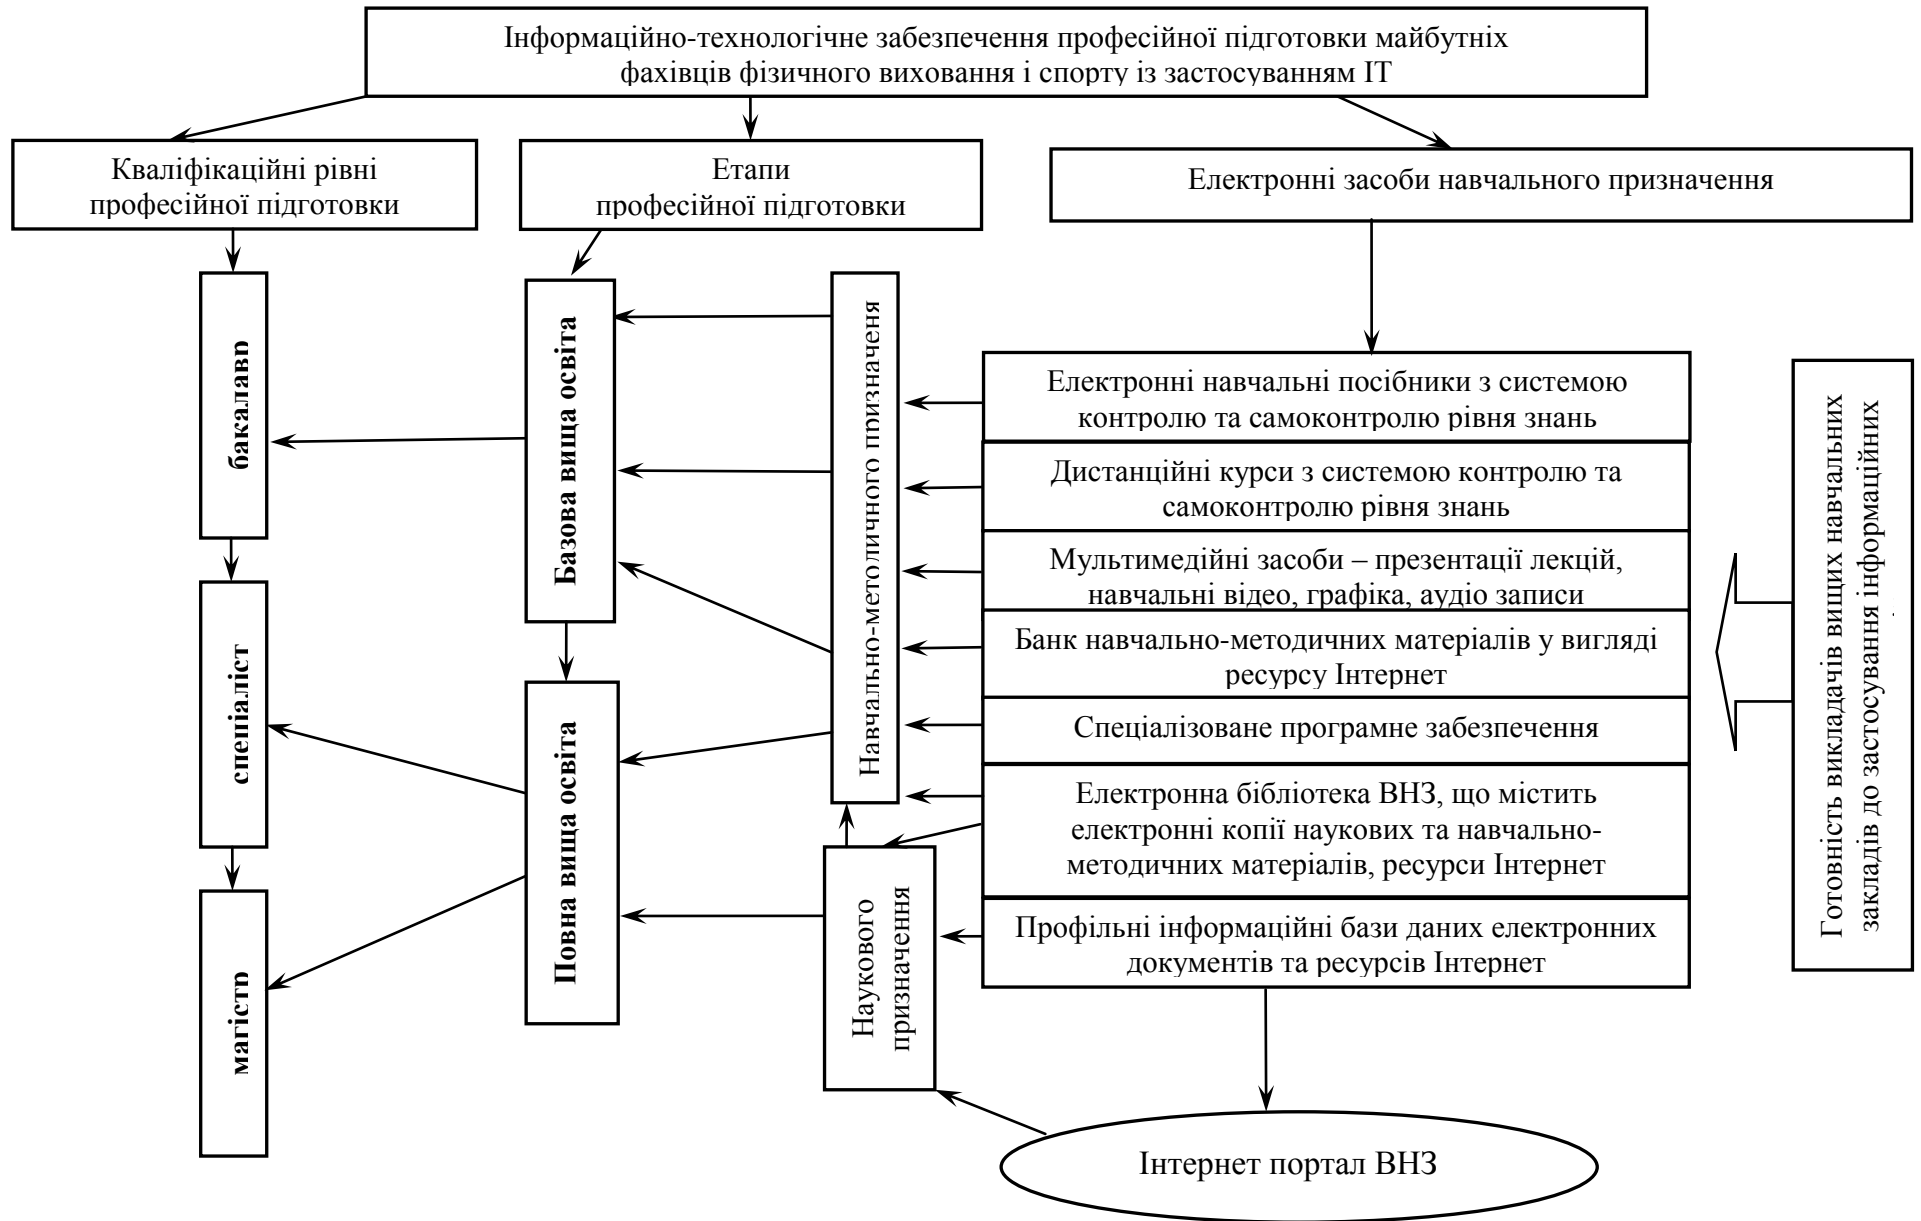 Інформаційно-технологічне забезпечення професійної підготовки майбутніх
фахівців фізичного виховання і спорту із застосуванням ІТ
Кваліфікаційні рівні
професійної підготовки
Етапи
професійної підготовки
Електронні засоби навчального призначення
бакалавр
спеціаліст
магістр
Базова вища освіта
Повна вища освіта
Навчально-методичного призначеня
Наукового
призначення
Електронні навчальні посібники з системою
контролю та самоконтролю рівня знань
Дистанційні курси з системою контролю та
самоконтролю рівня знань
Мультимедійні засоби – презентації лекцій,
навчальні відео, графіка, аудіо записи
Банк навчально-методичних матеріалів у вигляді
ресурсу Інтернет
Спеціалізоване програмне забезпечення
Електронна бібліотека ВНЗ, що містить
електронні копії наукових та навчально-
методичних матеріалів, ресурси Інтернет
Профільні інформаційні бази даних електронних
документів та ресурсів Інтернет
Готовність викладачів вищих навчальних
закладів до застосування інформаційних
Інтернет портал ВНЗ